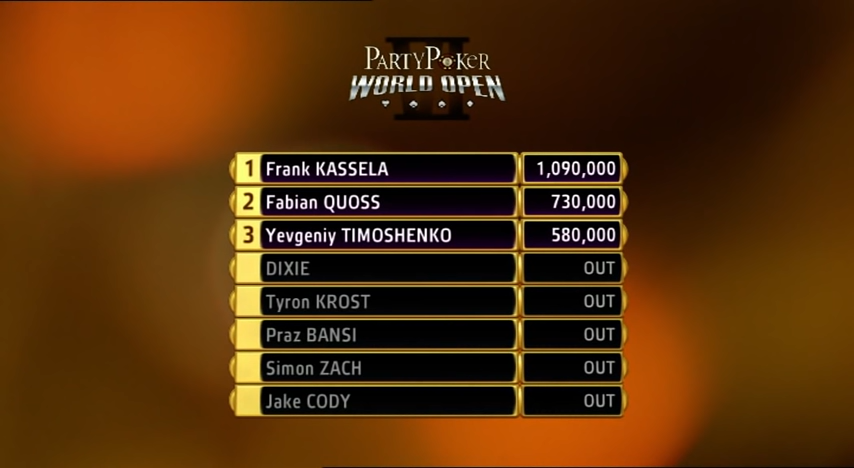 PARTYPOKER
WORLD OPEN
1 Frank KASSELA 1,090,000
2 Fabian QUOSS 730,000
3 Yevgeniy TIMOSHENKO 580,000
DIXIE OUT
Tyron KROST OUT
Praz BANSI OUT
Simon ZACH OUT
Jake CODY OUT